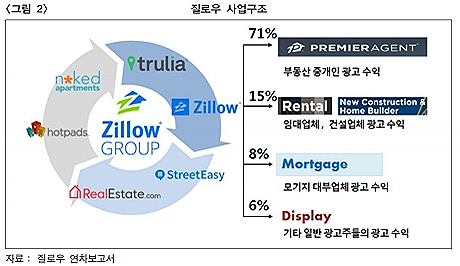 <그림 2>
질로우 사업구조
trulia
naked
apartments
hotpads.
Zillow®
GROUP
Zillow®
StreetEasy
RealEstate.com
71%
PREMIERAGENT
부동산 중개인 광고 수익
15%
Rental
New Construction &
Home Builder
임대업체, 건설업체 광고 수익
8%
Mortgage
모기지 대부업체 광고 수익
6%
Display
기타 일반 광고주들의 광고 수익
자료 : 질로우 연차보고서